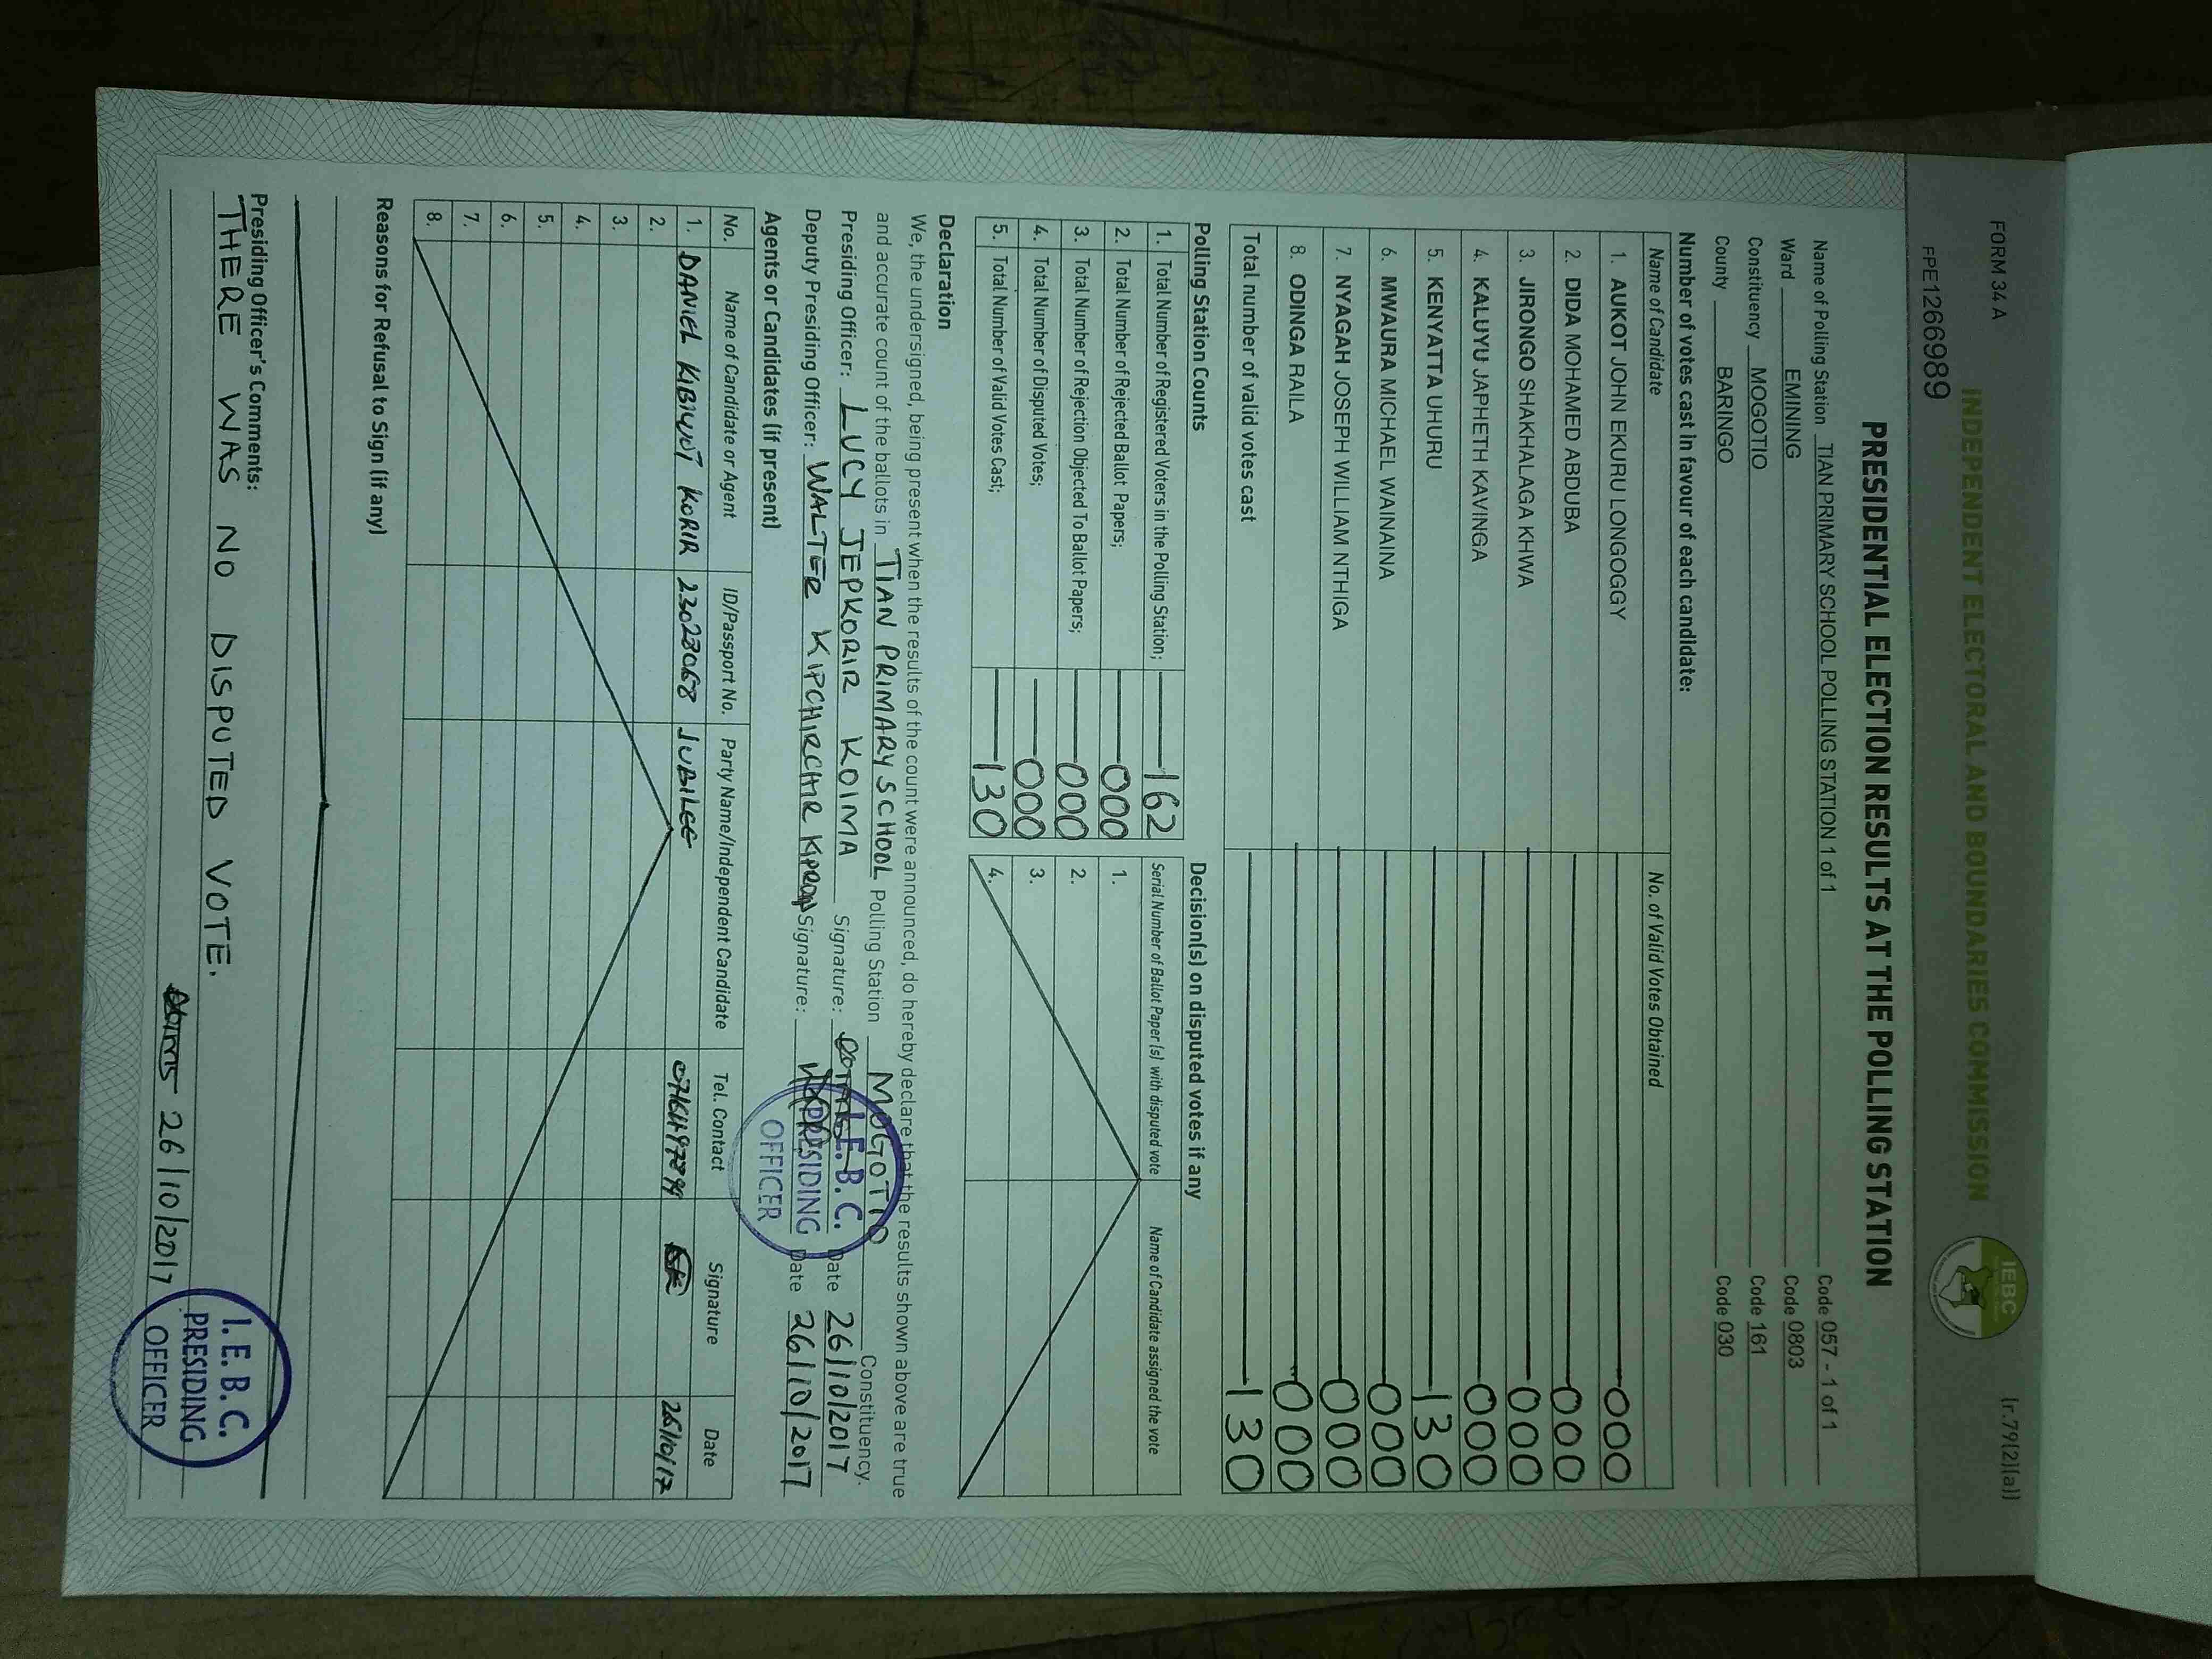 FORM 34 A
(r.79(2)(a))
FPE1266989
INDEPENDENT ELECTORAL AND BOUNDARIES COMMISSION
IEBC
PRESIDENTIAL ELECTION RESULTS AT THE POLLING STATION
Name of Polling Station TIAN PRIMARY SCHOOL POLLING STATION 1 of 1 Code 057 - 1 of 1
Ward EMINING Code 0803
Constituency MOGOTIO Code 161
County BARINGO Code 030
Number of votes cast in favour of each candidate:
Name of Candidate No. of Valid Votes Obtained
1. AUKOT JOHN EKURU LONGOGGY 000
2. DIDA MOHAMED ABDUBA 000
3. JIRONGO SHAKHALAGA KHWA 000
4. KALUYU JAPHETH KAVINGA 000
5. KENYATTA UHURU 130
6. MWAURA MICHAEL WAINAINA 000
7. NYAGAH JOSEPH WILLIAM NTHIGA 000
8. ODINGA RAILA 000
Total number of valid votes cast 130
Polling Station Counts
1. Total Number of Registered Voters in the Polling Station; 162
2. Total Number of Rejected Ballot Papers; 000
3. Total Number of Rejection Objected To Ballot Papers; 000
4. Total Number of Disputed Votes; 000
5. Total Number of Valid Votes Cast; 130
Decision(s) on disputed votes if any
Serial Number of Ballot Paper (s) with disputed vote Name of Candidate assigned the vote
1.
2.
3.
4.
Declaration
We, the undersigned, being present when the results of the count were announced, do hereby declare that the results shown above are true
and accurate count of the ballots in TIAN PRIMARY SCHOOL Polling Station MOGOTIO Constituency.
Presiding Officer: LUCY JEPKORIR KOIMA Signature: Date 26/10/2017
Deputy Presiding Officer: WALTER KIPCHIRCHIR KIPROP Signature: Date 26/10/2017
I.E.B.C.
PRESIDING
OFFICER
Agents or Candidates (if present)
No. Name of Candidate or Agent ID/Passport No. Party Name/Independent Candidate Tel. Contact Signature Date
1. DANIEL KIBIWOT KORIR 23023068 JUBILEE 26/10/17
2.
3.
4.
5.
6.
7.
8.
Reasons for Refusal to Sign (if any)
Presiding Officer's Comments:
THERE WAS NO DISPUTED VOTE.
26/10/2017
I.E.B.C.
PRESIDING
OFFICER